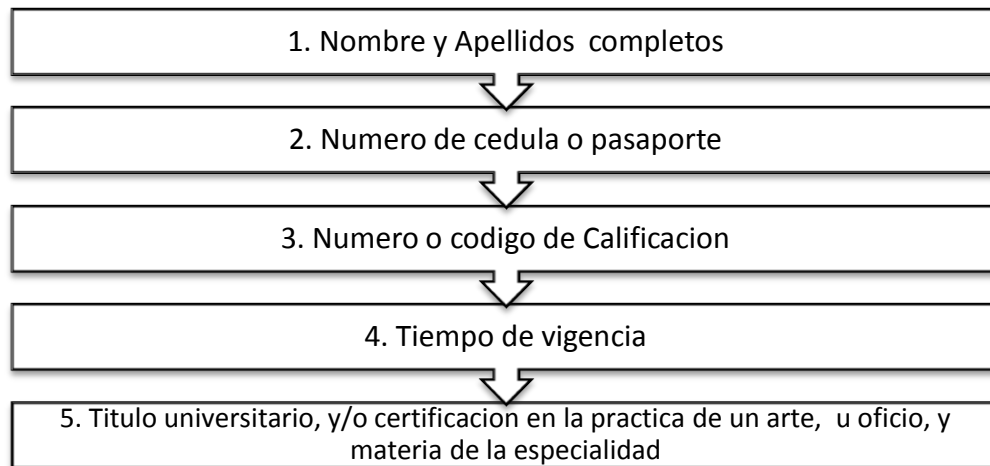 1. Nombre y Apellidos completos
2. Numero de cedula o pasaporte
3. Numero o codigo de Calificacion
4. Tiempo de vigencia
5. Titulo universitario, y/o certificacion en la practica de un arte, u oficio, y
materia de la especialidad